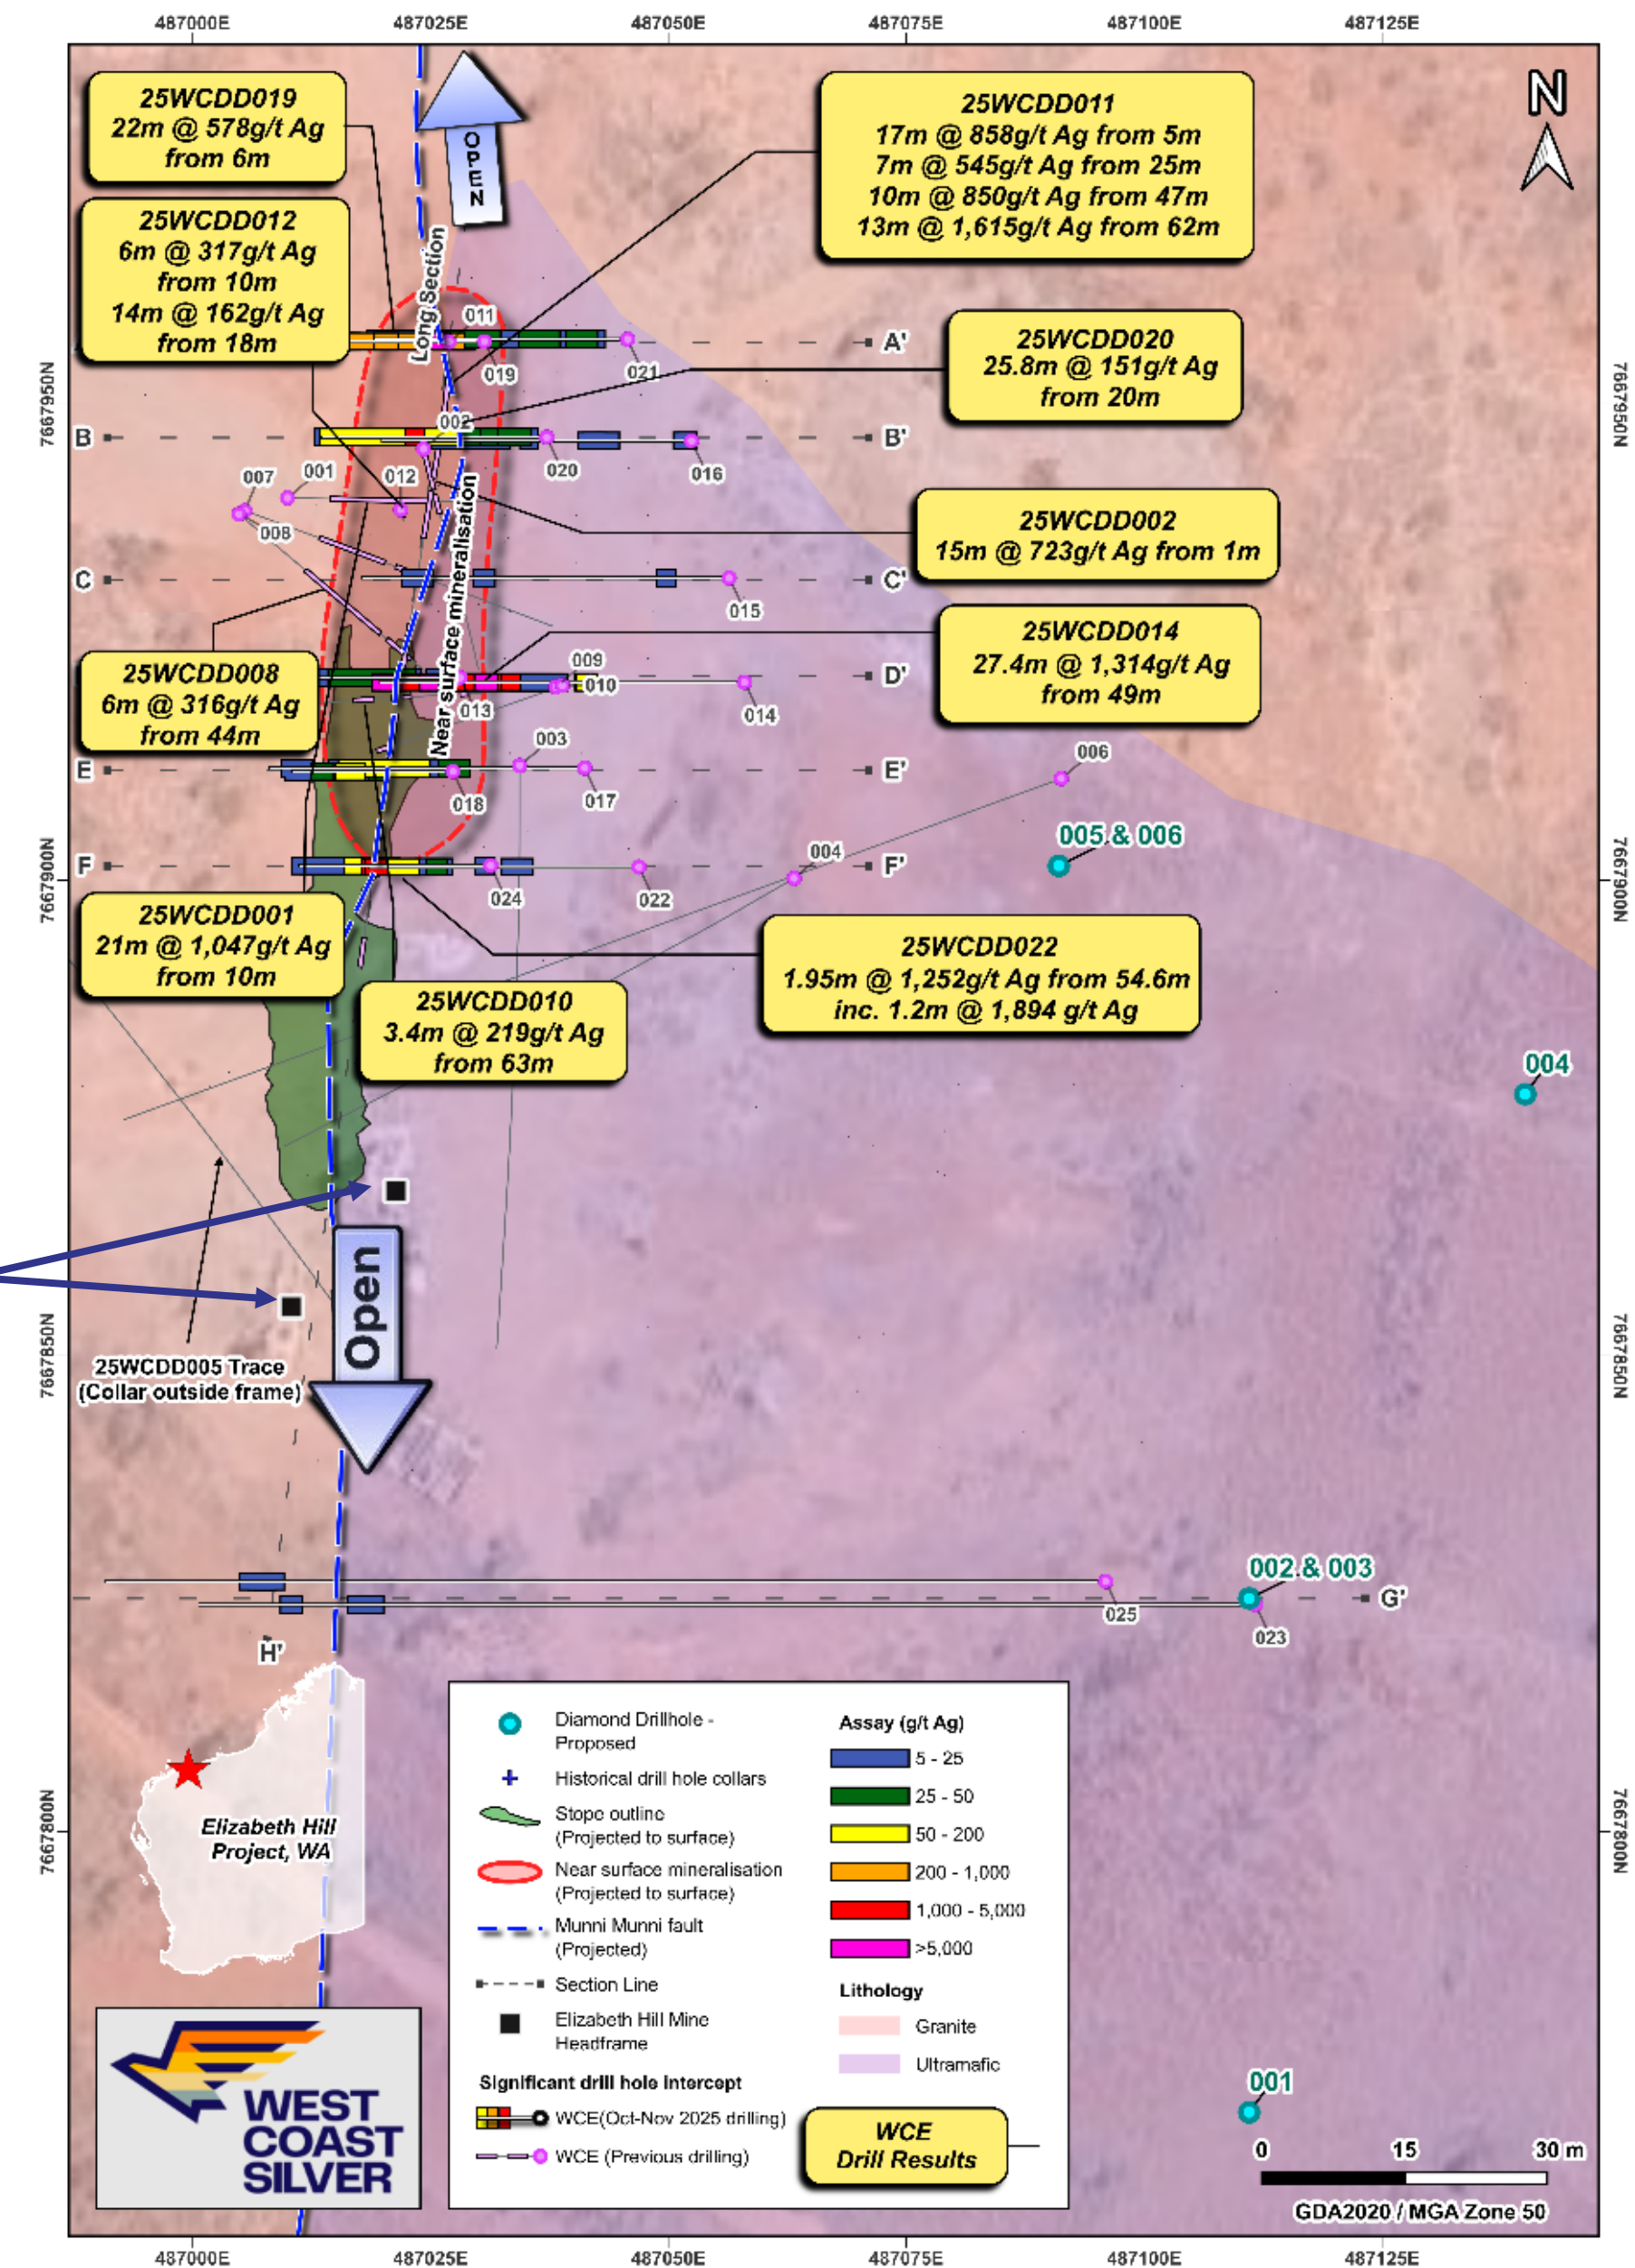 487000E 487025E 487050E 487075E 487100E 487125E
N
25WCDD019
22m @ 578g/t Ag
from 6m
25WCDD012
6m @ 317g/t Ag
from 10m
14m @ 162g/t Ag
from 18m
OPEN
25WCDD011
17m @ 858g/t Ag from 5m
7m @ 545g/t Ag from 25m
10m @ 850g/t Ag from 47m
13m @ 1,615g/t Ag from 62m
Long Section
011
019
021
A'
25WCDD020
25.8m @ 151g/t Ag
from 20m
7667950N
7667950N
B
002
020
016
B'
007
001
012
008
25WCDD002
15m @ 723g/t Ag from 1m
Near surface mineralisation
C
015
C'
25WCDD014
27.4m @ 1,314g/t Ag
from 49m
25WCDD008
6m @ 316g/t Ag
from 44m
009
010
013
014
D'
E
003
018
017
E'
006
005 & 006
F
024
022
004
F'
7667900N
7667900N
25WCDD001
21m @ 1,047g/t Ag
from 10m
25WCDD022
1.95m @ 1,252g/t Ag from 54.6m
inc. 1.2m @ 1,894 g/t Ag
25WCDD010
3.4m @ 219g/t Ag
from 63m
004
Open
25WCDD005 Trace
(Collar outside frame)
7667850N
7667850N
002 & 003
G'
025
023
H'
Elizabeth Hill
Project, WA
7667800N
7667800N
Diamond Drillhole -
Proposed
Historical drill hole collars
Stope outline
(Projected to surface)
Near surface mineralisation
(Projected to surface)
Munni Munni fault
(Projected)
Section Line
Elizabeth Hill Mine
Headframe
Significant drill hole intercept
WCE(Oct-Nov 2025 drilling)
WCE (Previous drilling)
Assay (g/t Ag)
5 - 25
25 - 50
50 - 200
200 - 1,000
1,000 - 5,000
>5,000
Lithology
Granite
Ultramafic
WCE
Drill Results
WEST
COAST
SILVER
001
0 15 30 m
GDA2020 / MGA Zone 50
487000E 487025E 487050E 487075E 487100E 487125E